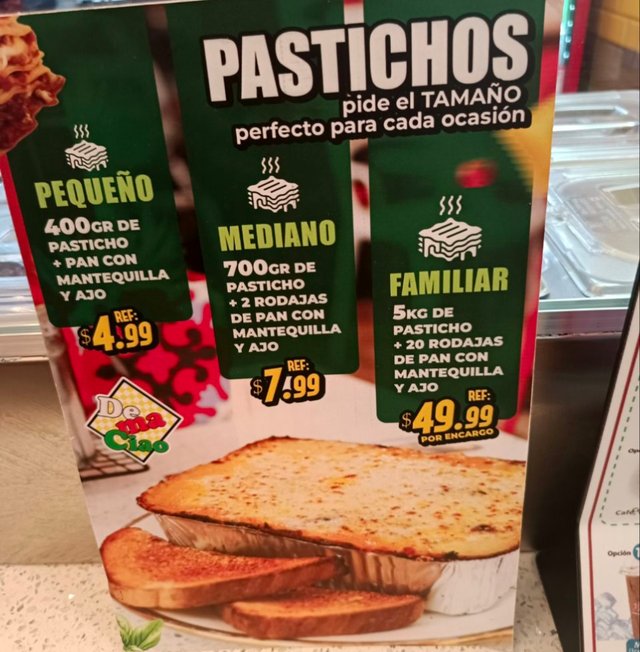 PASTICHOS
pide el TAMAÑO
perfecto para cada ocasión
PEQUEÑO
400GR DE
PASTICHO
+ PAN CON
MANTEQUILLA
Y AJO
REF:
$4.99
MEDIANO
700GR DE
PASTICHO
+ 2 RODAJAS
DE PAN CON
MANTEQUILLA
Y AJO
REF:
$7.99
FAMILIAR
5KG DE
PASTICHO
+ 20 RODAJAS
DE PAN CON
MANTEQUILLA
Y AJO
REF:
$49.99
POR ENCARGO
De
ma
Ciao
Opción